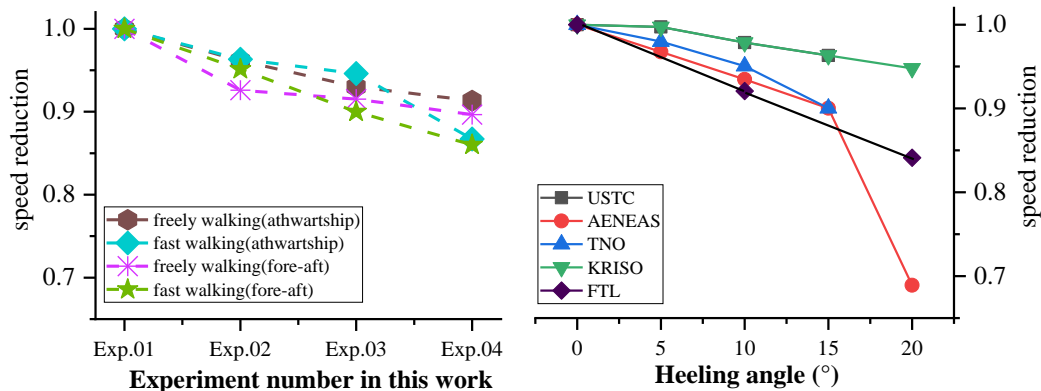 speed reduction
1.0
0.9
0.8
0.7
freely walking(athwartship)
fast walking(athwartship)
freely walking(fore-aft)
fast walking(fore-aft)
Exp.01 Exp.02 Exp.03 Exp.04
Experiment number in this work
USTC
AENEAS
TNO
KRISO
FTL
0 5 10 15 20
Heeling angle (°)
1.0
0.9
0.8
0.7
speed reduction